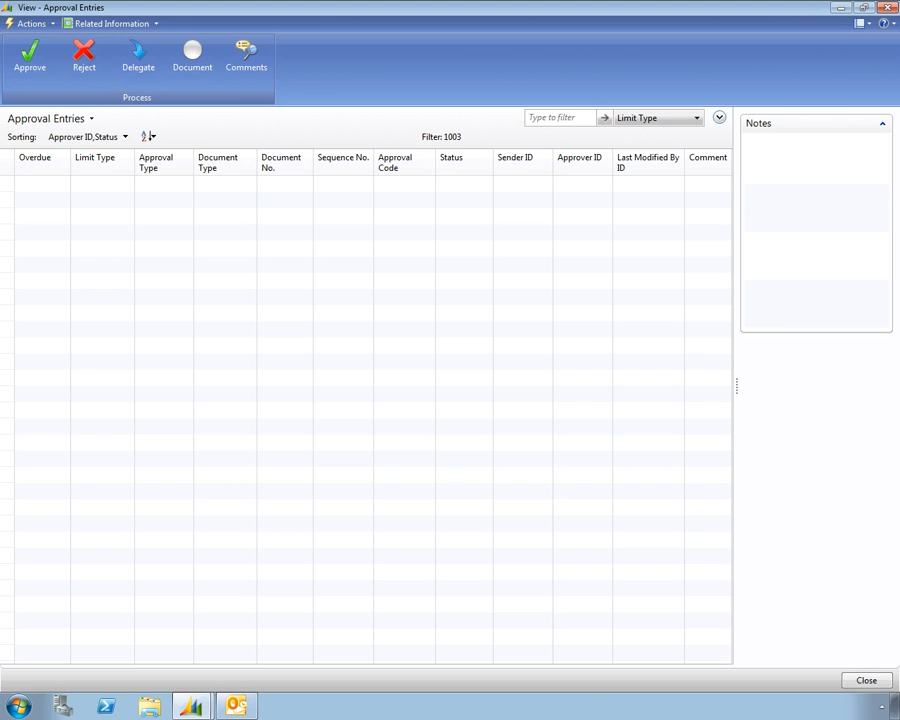 View - Approval Entries
Actions
Related Information
Approve
Reject
Delegate
Document
Comments
Process
Approval Entries
Type to filter
Limit Type
Sorting:
Approver ID,Status
Filter: 1003
Overdue
Limit Type
Approval Type
Document Type
Document No.
Sequence No.
Approval Code
Status
Sender ID
Approver ID
Last Modified By ID
Comment
Notes
Close